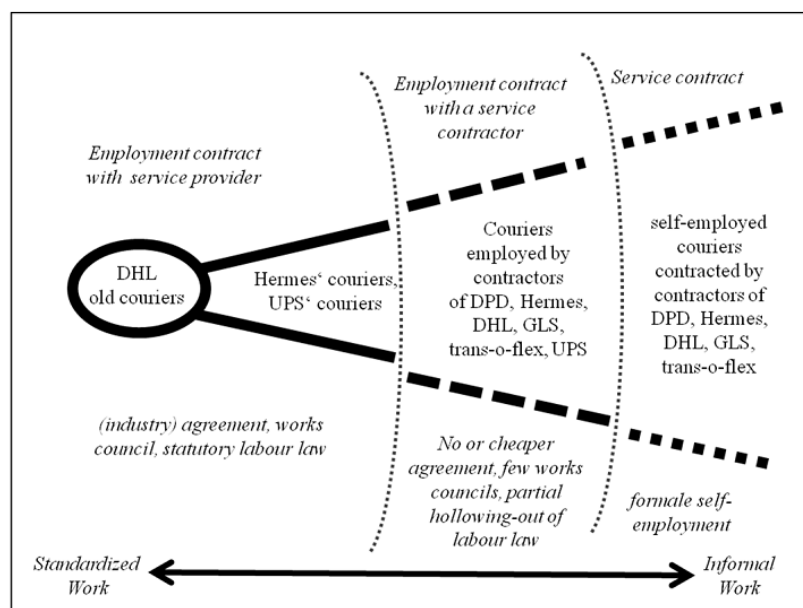 Employment contract
with service provider
Employment contract
with a service
contractor
Service contract
DHL
old couriers
Hermes‘ couriers,
UPS‘ couriers
Couriers
employed by
contractors
of DPD, Hermes,
DHL, GLS,
trans-o-flex, UPS
self-employed
couriers
contracted by
contractors of
DPD, Hermes,
DHL, GLS,
trans-o-flex
(industry) agreement, works
council, statutory labour law
No or cheaper
agreement, few works
councils, partial
hollowing-out of
labour law
formale self-
employment
Standardized
Work
Informal
Work